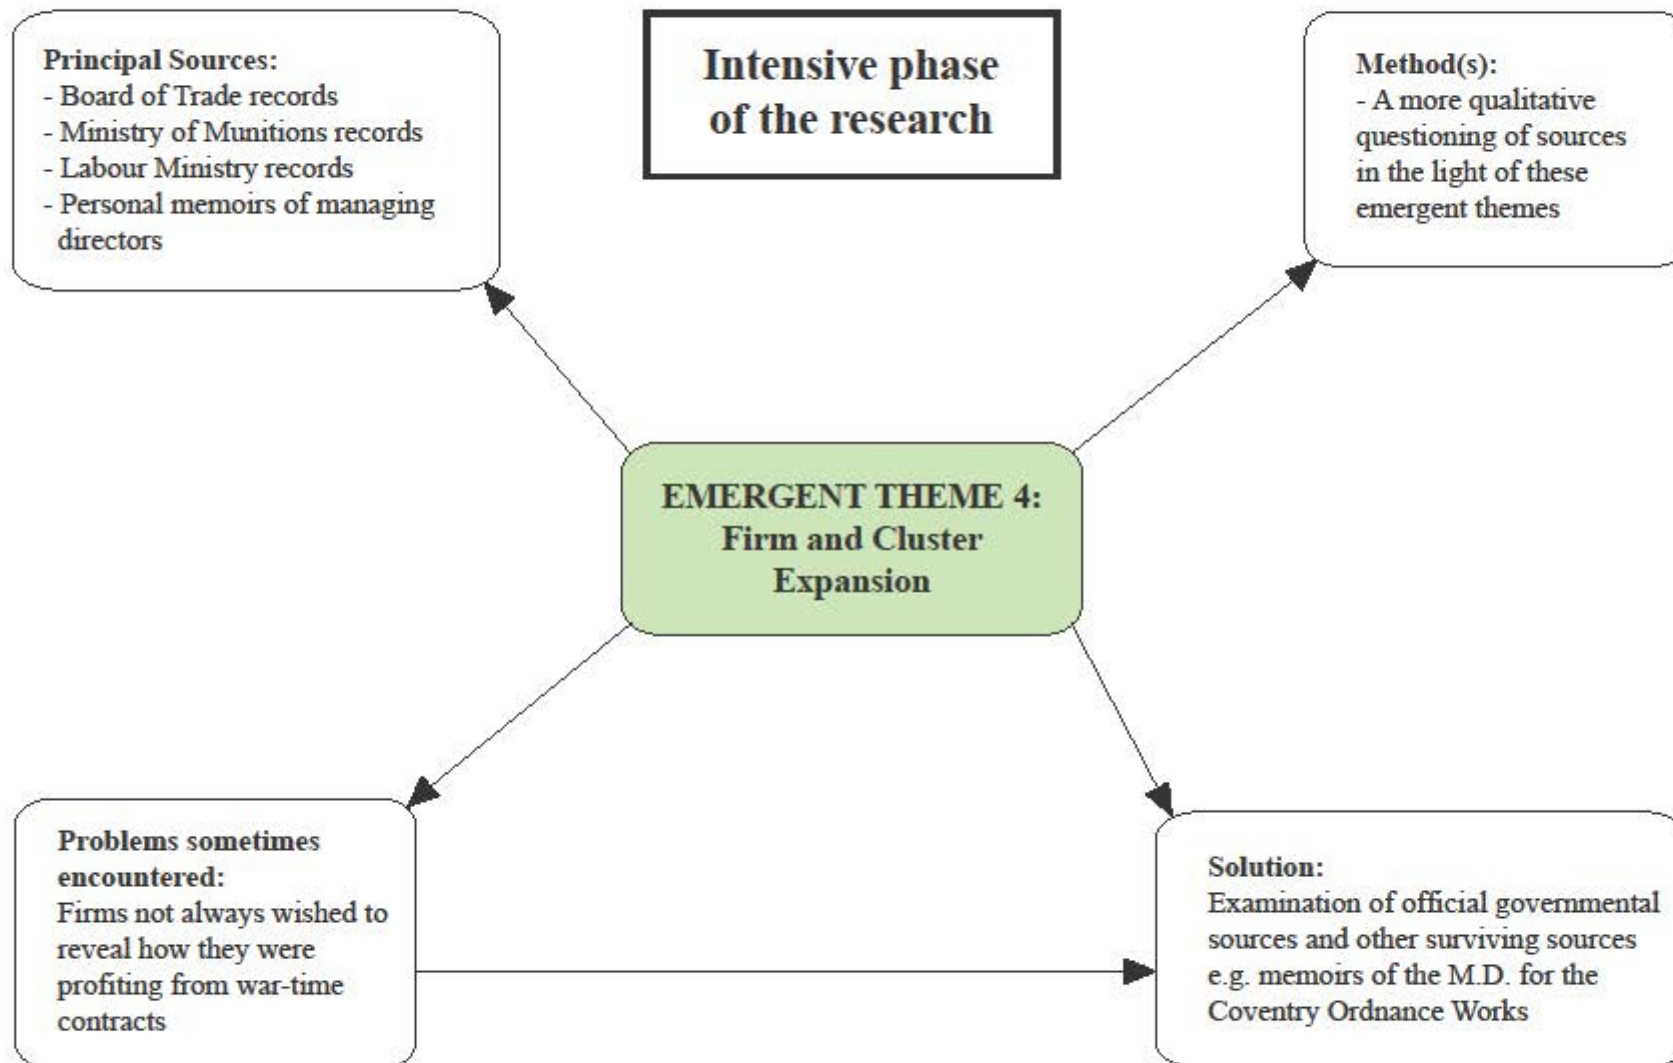 Principal Sources:
- Board of Trade records
- Ministry of Munitions records
- Labour Ministry records
- Personal memoirs of managing
directors
Intensive phase
of the research
Method(s):
- A more qualitative
questioning of sources
in the light of these
emergent themes
EMERGENT THEME 4:
Firm and Cluster
Expansion
Problems sometimes
encountered:
Firms not always wished to
reveal how they were
profiting from war-time
contracts
Solution:
Examination of official governmental
sources and other surviving sources
e.g. memoirs of the M.D. for the
Coventry Ordnance Works